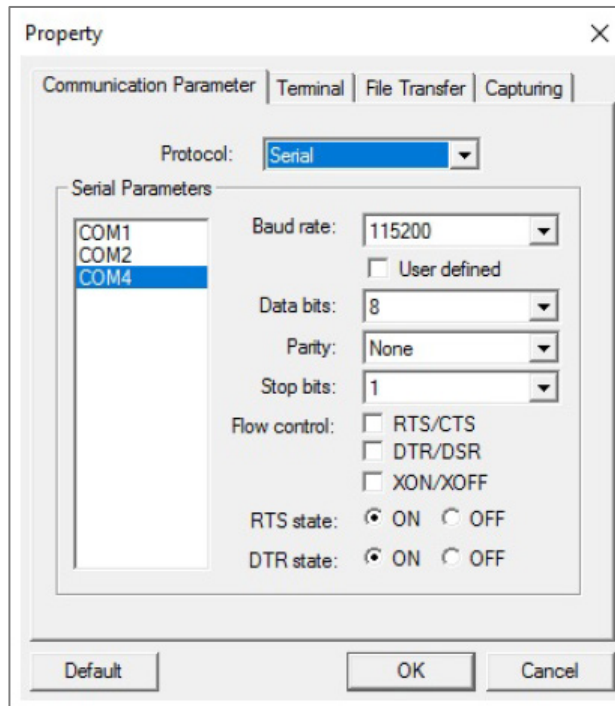 Property
Communication Parameter Terminal File Transfer Capturing
Protocol: Serial
Serial Parameters
COM1
COM2
COM4
Baud rate: 115200
User defined
Data bits: 8
Parity: None
Stop bits: 1
Flow control: RTS/CTS
DTR/DSR
XON/XOFF
RTS state: ON OFF
DTR state: ON OFF
Default OK Cancel